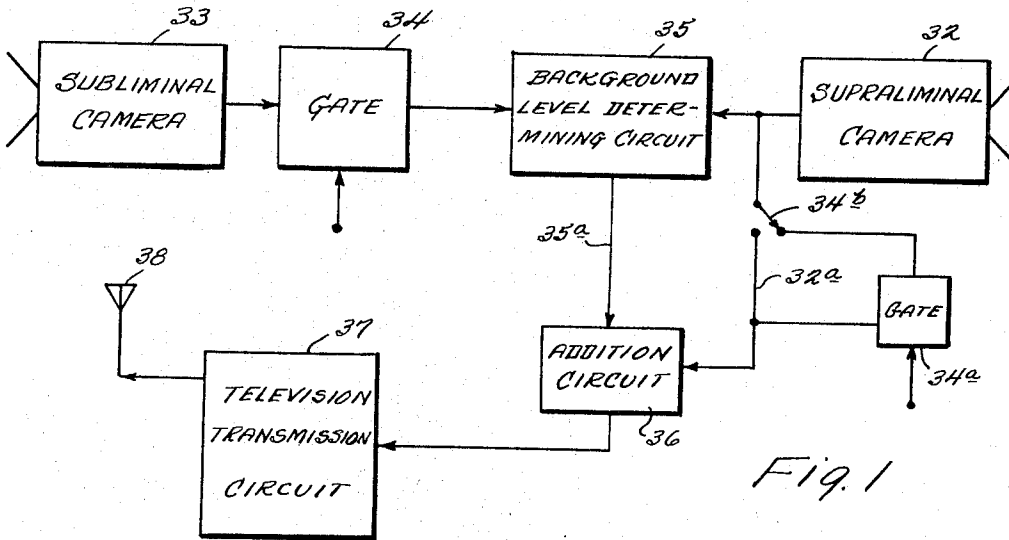 33
34
35
32
SUBLIMINAL
CAMERA
GATE
BACKGROUND
LEVEL DETER-
MINING CIRCUIT
SUPRALIMINAL
CAMERA
34b
35a
32a
38
GATE
34a
37
ADDITION
CIRCUIT
36
TELEVISION
TRANSMISSION
CIRCUIT
Fig. 1